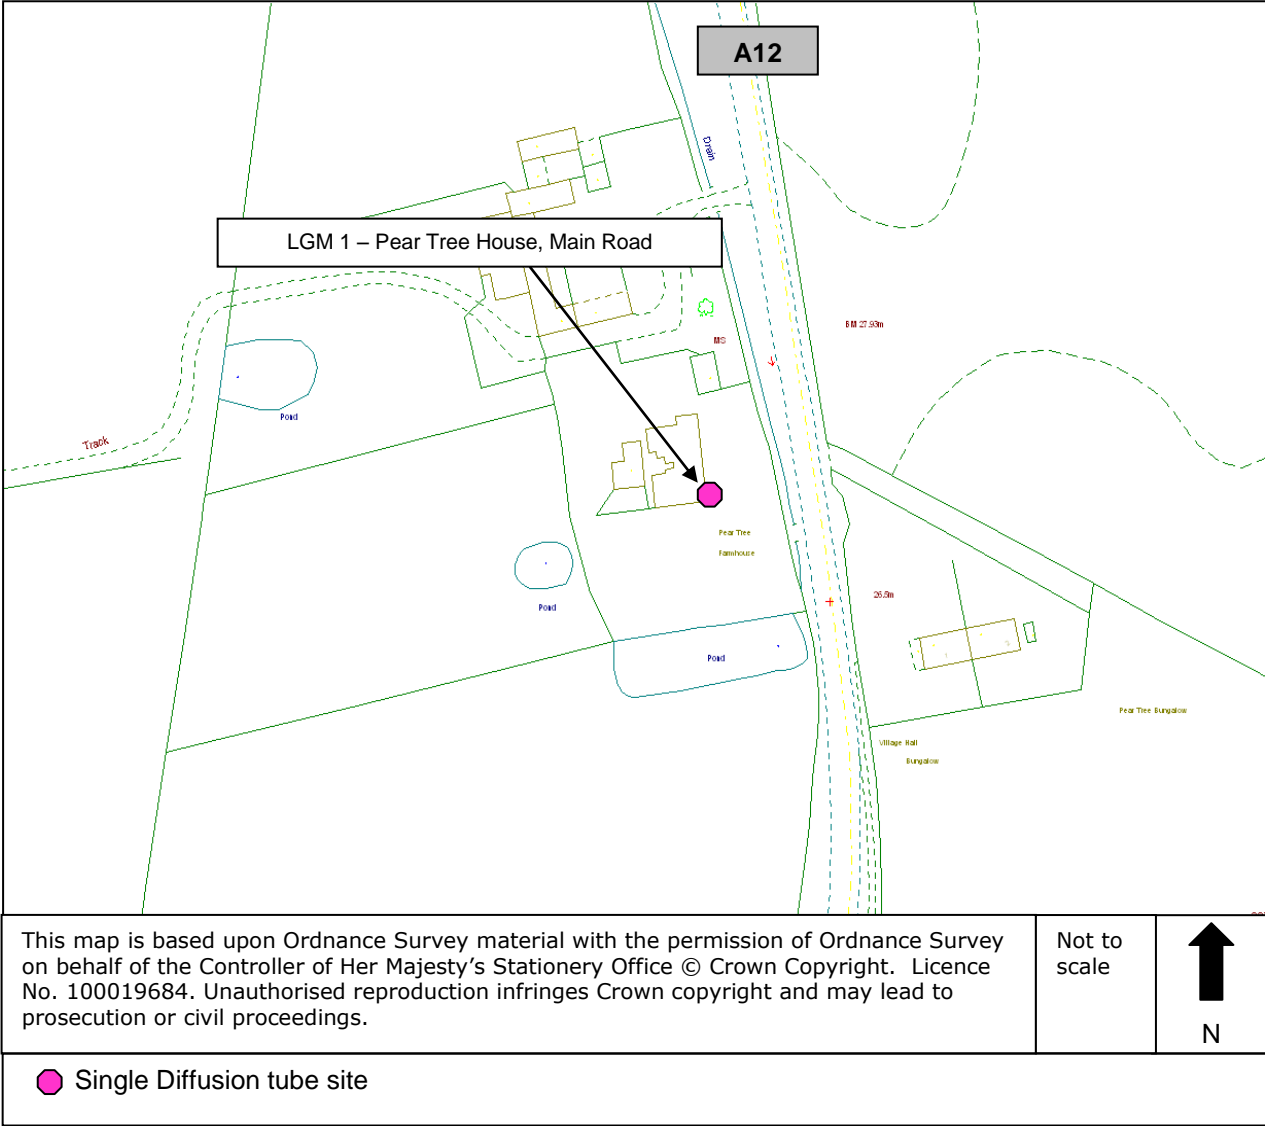 A12
Drain
LGM 1 – Pear Tree House, Main Road
BM 27.93m
MS
Pond
Track
Pear Tree
Farmhouse
Pond
26.5m
Pond
Pear Tree Bungalow
Village Hall
Bungalow
This map is based upon Ordnance Survey material with the permission of Ordnance Survey
on behalf of the Controller of Her Majesty's Stationery Office © Crown Copyright. Licence
No. 100019684. Unauthorised reproduction infringes Crown copyright and may lead to
prosecution or civil proceedings.
Not to
scale
N
Single Diffusion tube site